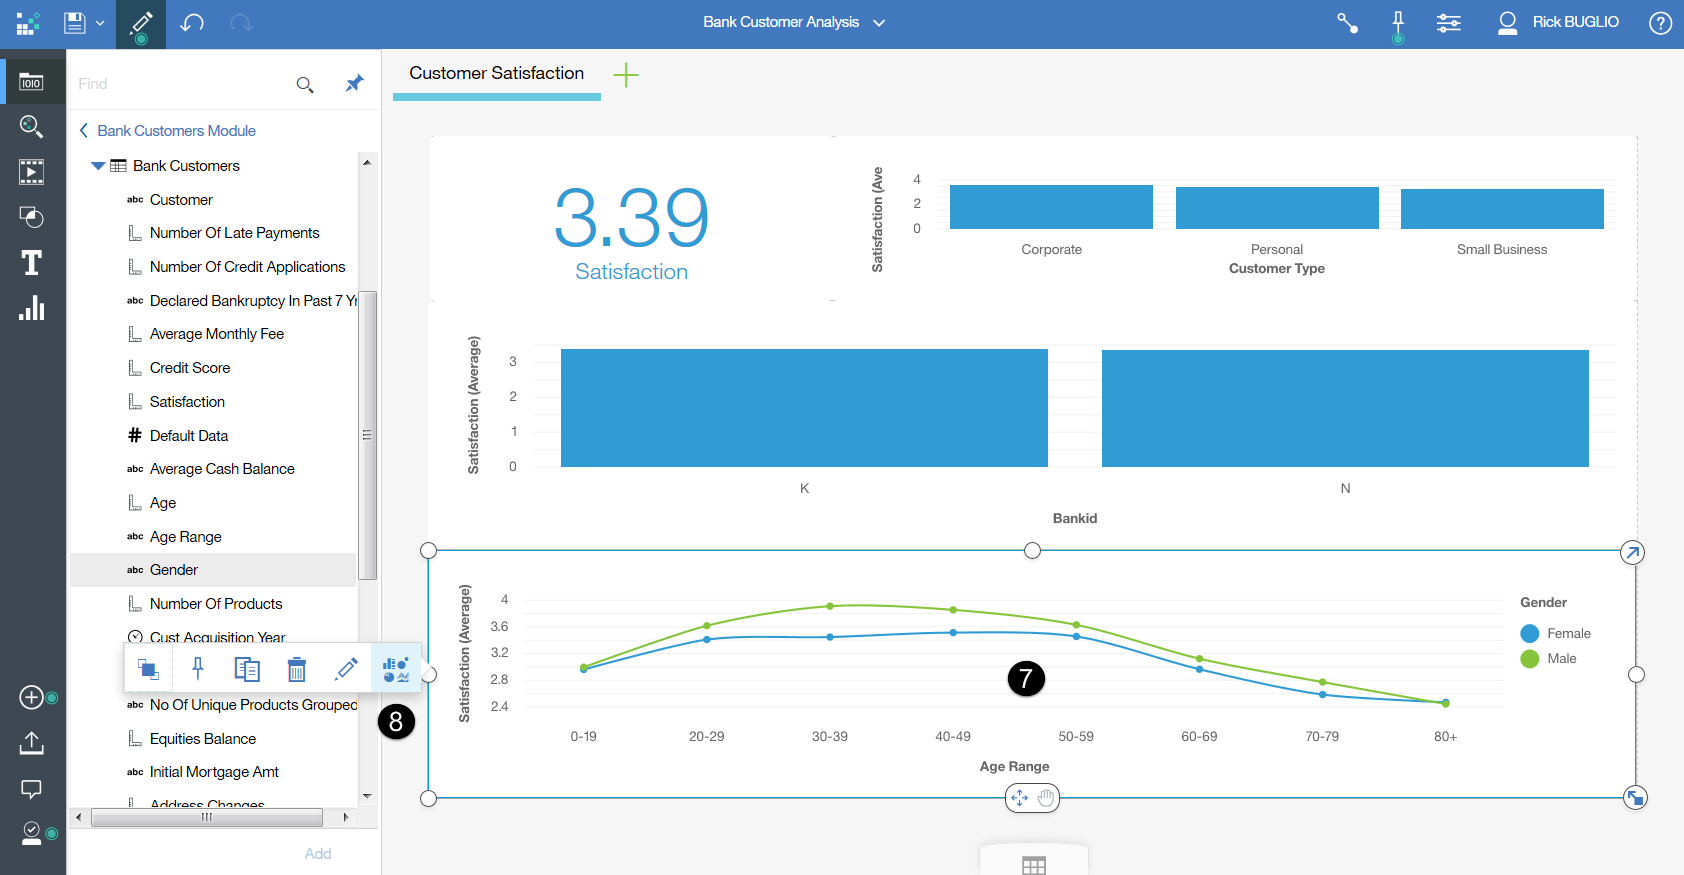 Bank Customer Analysis
Rick BUGLIO
?
Find
Customer Satisfaction
Bank Customers Module
Bank Customers
abc Customer
Number Of Late Payments
Number Of Credit Applications
abc Declared Bankruptcy In Past 7 Yr
Average Monthly Fee
Credit Score
Satisfaction
# Default Data
abc Average Cash Balance
Age
abc Age Range
abc Gender
Number Of Products
Cust Acquisition Year
abc No Of Unique Products Grouped
Equities Balance
abc Initial Mortgage Amt
Address Changes
Add
IOIO
T
3.39
Satisfaction
Satisfaction (Ave
4
2
0
Corporate
Personal
Small Business
Customer Type
Satisfaction (Average)
3
2
1
0
K
N
Bankid
Satisfaction (Average)
4
3.6
3.2
2.8
2.4
0-19
20-29
30-39
40-49
50-59
60-69
70-79
80+
Age Range
Gender
Female
Male
7
8